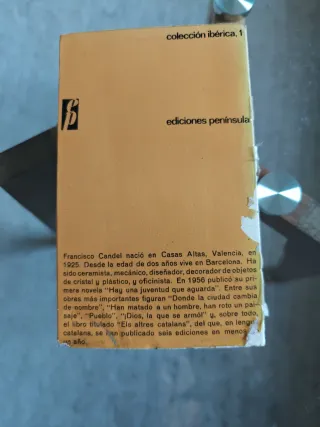 colección ibérica, 1
ediciones península
Francisco Candel nació en Casas Altas, Valencia, en
1925. Desde la edad de dos años vive en Barcelona. Ha
sido ceramista, mecánico, diseñador, decorador de objetos
de cristal y plástico, y oficinista. En 1956 publicó su pri-
mera novela "Hay una juventud que aguarda". Entre sus
obres más importantes figuran "Donde la ciudad cambia
de nombre", "Han matado a un hombre, han roto un pai-
saje", "Pueblo", "¡Dios, la que se armó!" y, sobre todo,
el libro titulado "Els altres catalans", del que, en lengua
catalana, se han publicado seis ediciones en menos
un año.